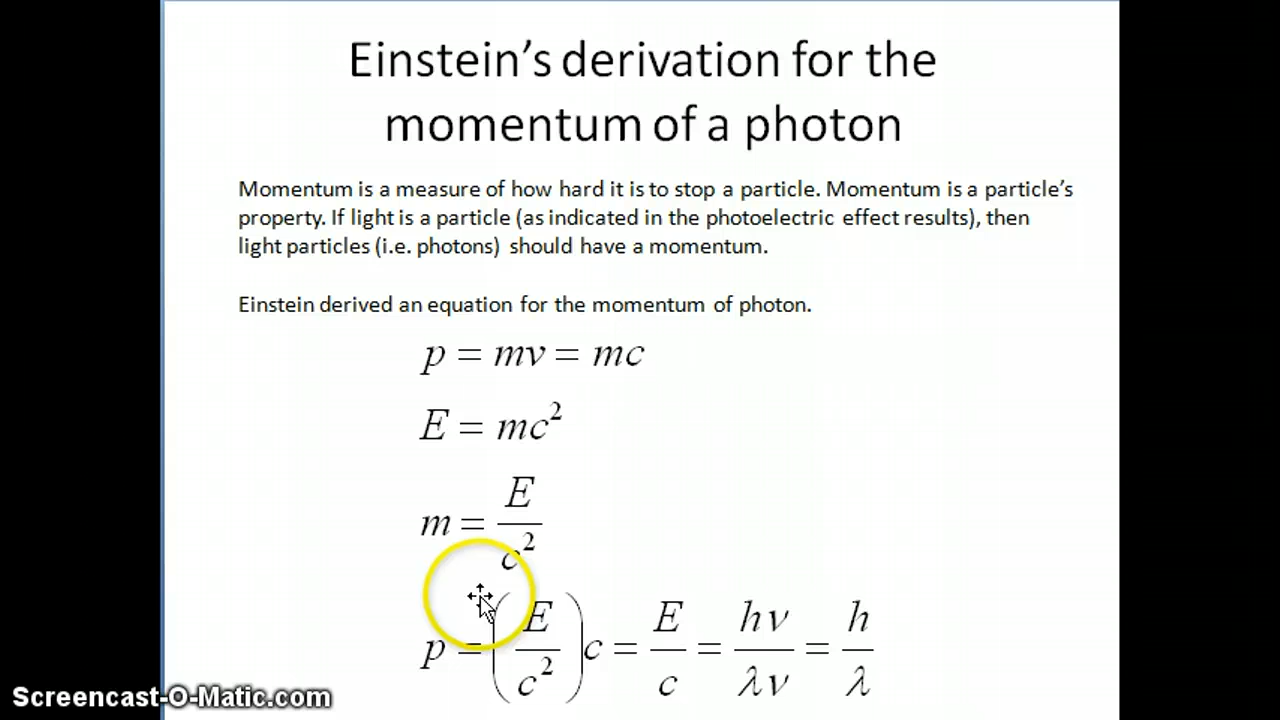 Einstein's derivation for the
momentum of a photon
Momentum is a measure of how hard it is to stop a particle. Momentum is a particle's
property. If light is a particle (as indicated in the photoelectric effect results), then
light particles (i.e. photons) should have a momentum.
Einstein derived an equation for the momentum of photon.
p = mv = mc
E = mc²
m = E/c²
p = (E/c²)c = E/c = hν/λν = h/λ
Screencast-O-Matic.com